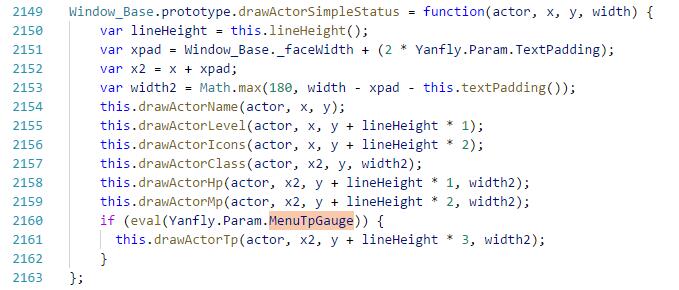 2149 Window_Base.prototype.drawActorSimpleStatus = function(actor, x, y, width) {
2150     var lineHeight = this.lineHeight();
2151     var xpad = Window_Base._faceWidth + (2 * Yanfly.Param.TextPadding);
2152     var x2 = x + xpad;
2153     var width2 = Math.max(180, width - xpad - this.textPadding());
2154     this.drawActorName(actor, x, y);
2155     this.drawActorLevel(actor, x, y + lineHeight * 1);
2156     this.drawActorIcons(actor, x, y + lineHeight * 2);
2157     this.drawActorClass(actor, x2, y, width2);
2158     this.drawActorHp(actor, x2, y + lineHeight * 1, width2);
2159     this.drawActorMp(actor, x2, y + lineHeight * 2, width2);
2160     if (eval(Yanfly.Param.MenuTpGauge)) {
2161       this.drawActorTp(actor, x2, y + lineHeight * 3, width2);
2162     }
2163 };